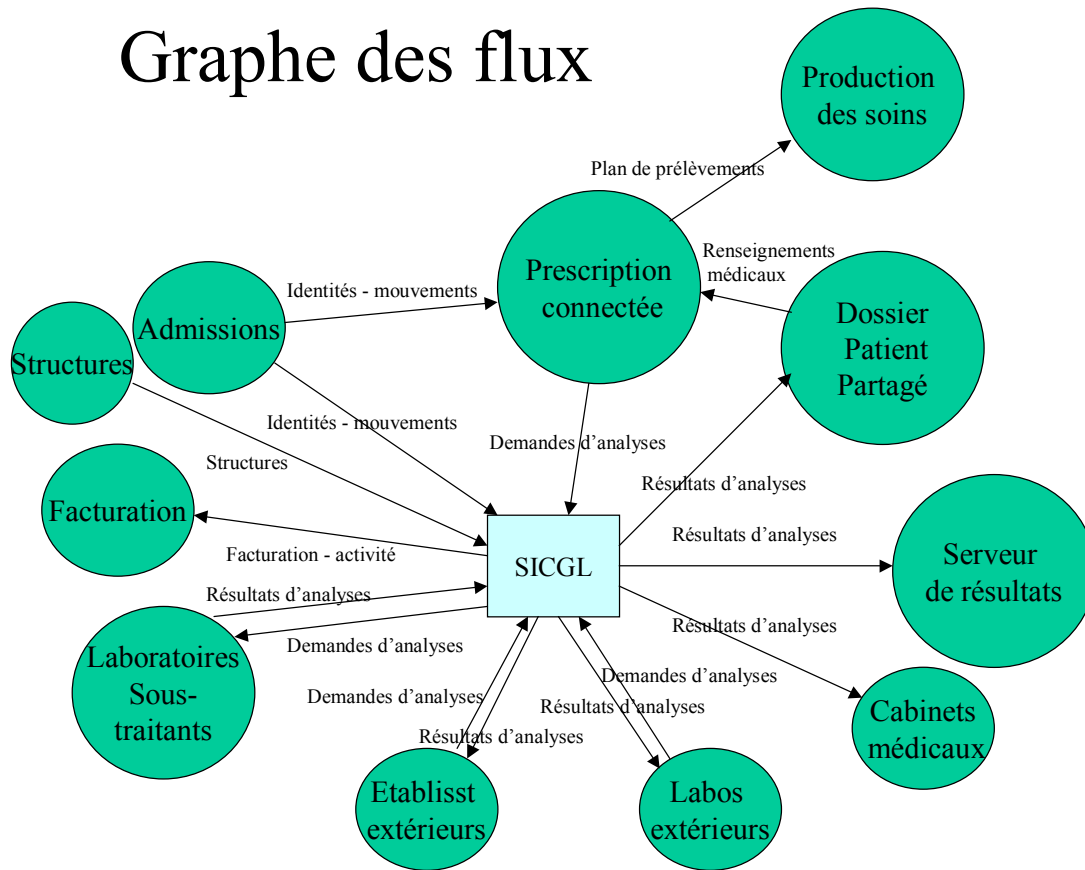 Graphe des flux
Production
des soins
Plan de prélèvements
Prescription
connectée
Renseignements
médicaux
Dossier
Patient
Partagé
Identités - mouvements
Admissions
Structures
Identités - mouvements
Structures
Demandes d'analyses
Résultats d'analyses
Facturation
Facturation - activité
SICGL
Résultats d'analyses
Serveur
de résultats
Résultats d'analyses
Demandes d'analyses
Laboratoires
Sous-
traitants
Résultats d'analyses
Cabinets
médicaux
Demandes d'analyses
Résultats d'analyses
Demandes d'analyses
Résultats d'analyses
Etablisst
extérieurs
Labos
extérieurs